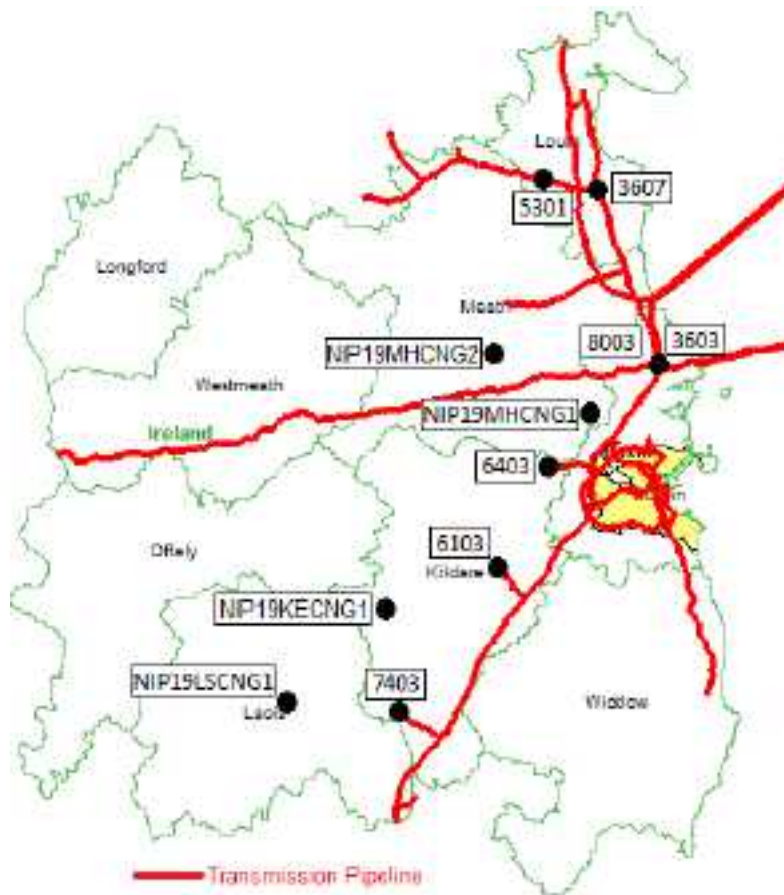 Louth
5301
3607
Longford
Meath
NIP19MHCNG2
8003
3603
Westmeath
NIP19MHCNG1
Ireland
6403
Offaly
6103
Kildare
NIP19KECNG1
NIP19LSCNG1
7403
Laois
Wicklow
Transmission Pipeline